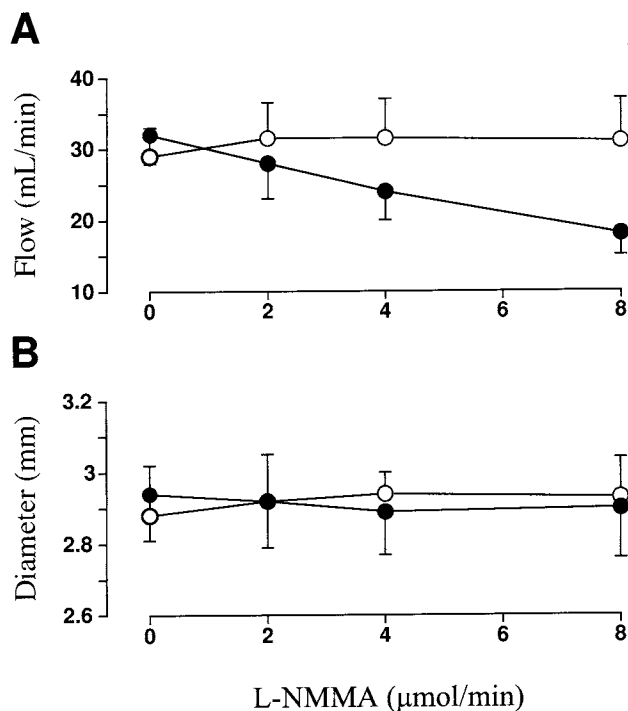 A
Flow (mL/min)
40
30
20
10
0 2 4 6 8
B
Diameter (mm)
3.2
3
2.8
2.6
0 2 4 6 8
L-NMMA (μmol/min)